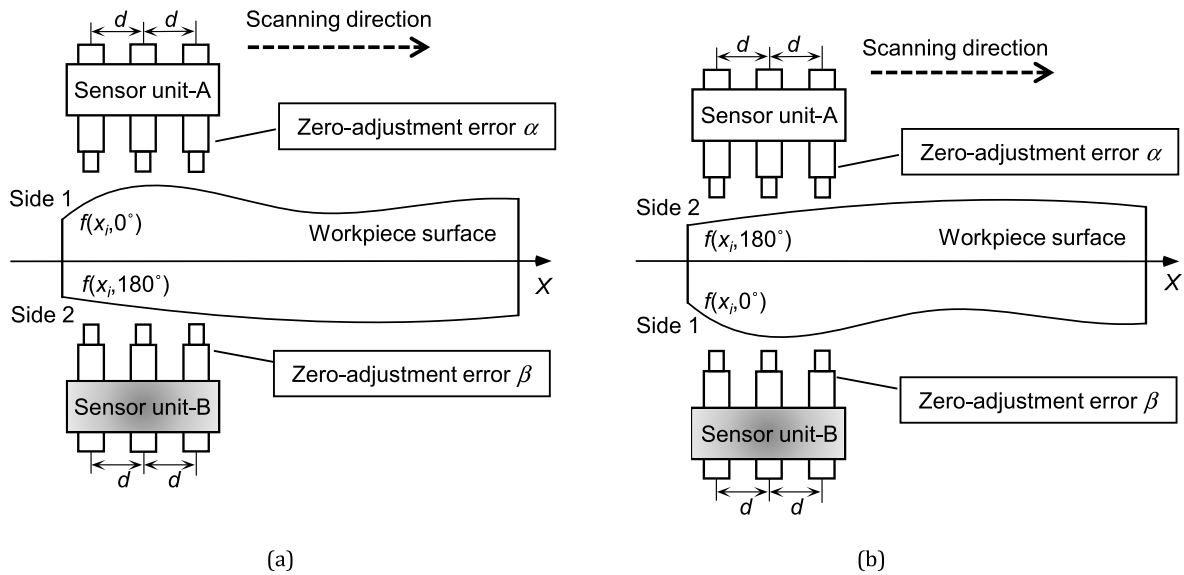 d d
Scanning direction
Sensor unit-A
Zero-adjustment error α
Side 1
f(xᵢ,0°)
Workpiece surface
X
f(xᵢ,180°)
Side 2
Zero-adjustment error β
Sensor unit-B
d d
(a)
d d
Scanning direction
Sensor unit-A
Zero-adjustment error α
Side 2
f(xᵢ,180°)
Workpiece surface
X
f(xᵢ,0°)
Side 1
Zero-adjustment error β
Sensor unit-B
d d
(b)